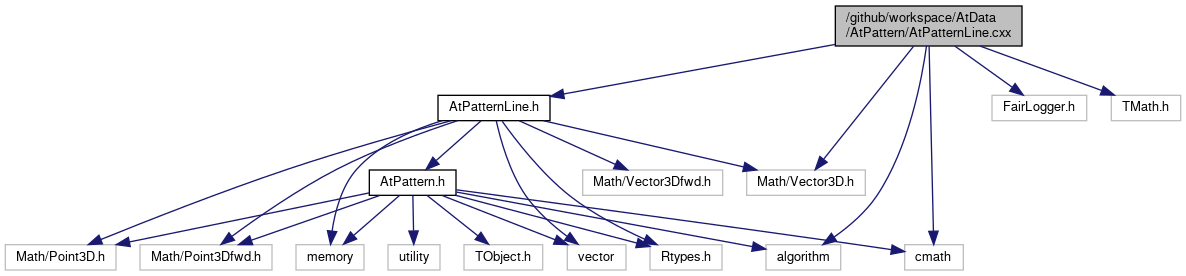 /github/workspace/AtData
/AtPattern/AtPatternLine.cxx
AtPatternLine.h
FairLogger.h
TMath.h
AtPattern.h
Math/Vector3Dfwd.h
Math/Vector3D.h
Math/Point3D.h
Math/Point3Dfwd.h
memory
utility
TObject.h
vector
Rtypes.h
algorithm
cmath